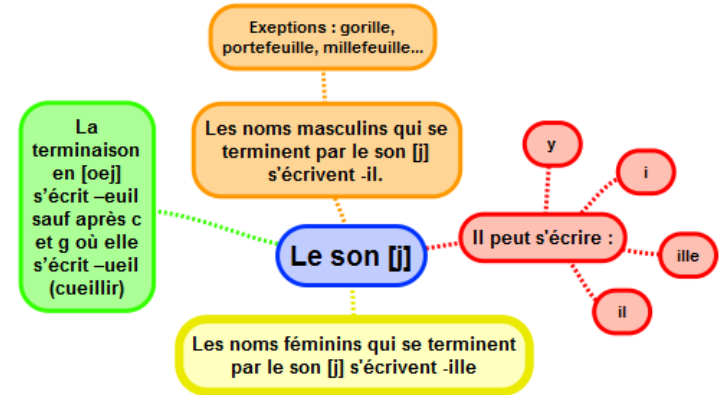 Exeptions : gorille,
portefeuille, millefeuille...
Les noms masculins qui se
terminent par le son [j]
s'écrivent -il.
La
terminaison
en [oej]
s'écrit –euil
sauf après c
et g où elle
s'écrit –ueil
(cueillir)
Le son [j]
Il peut s'écrire :
y
i
ille
il
Les noms féminins qui se terminent
par le son [j] s'écrivent -ille